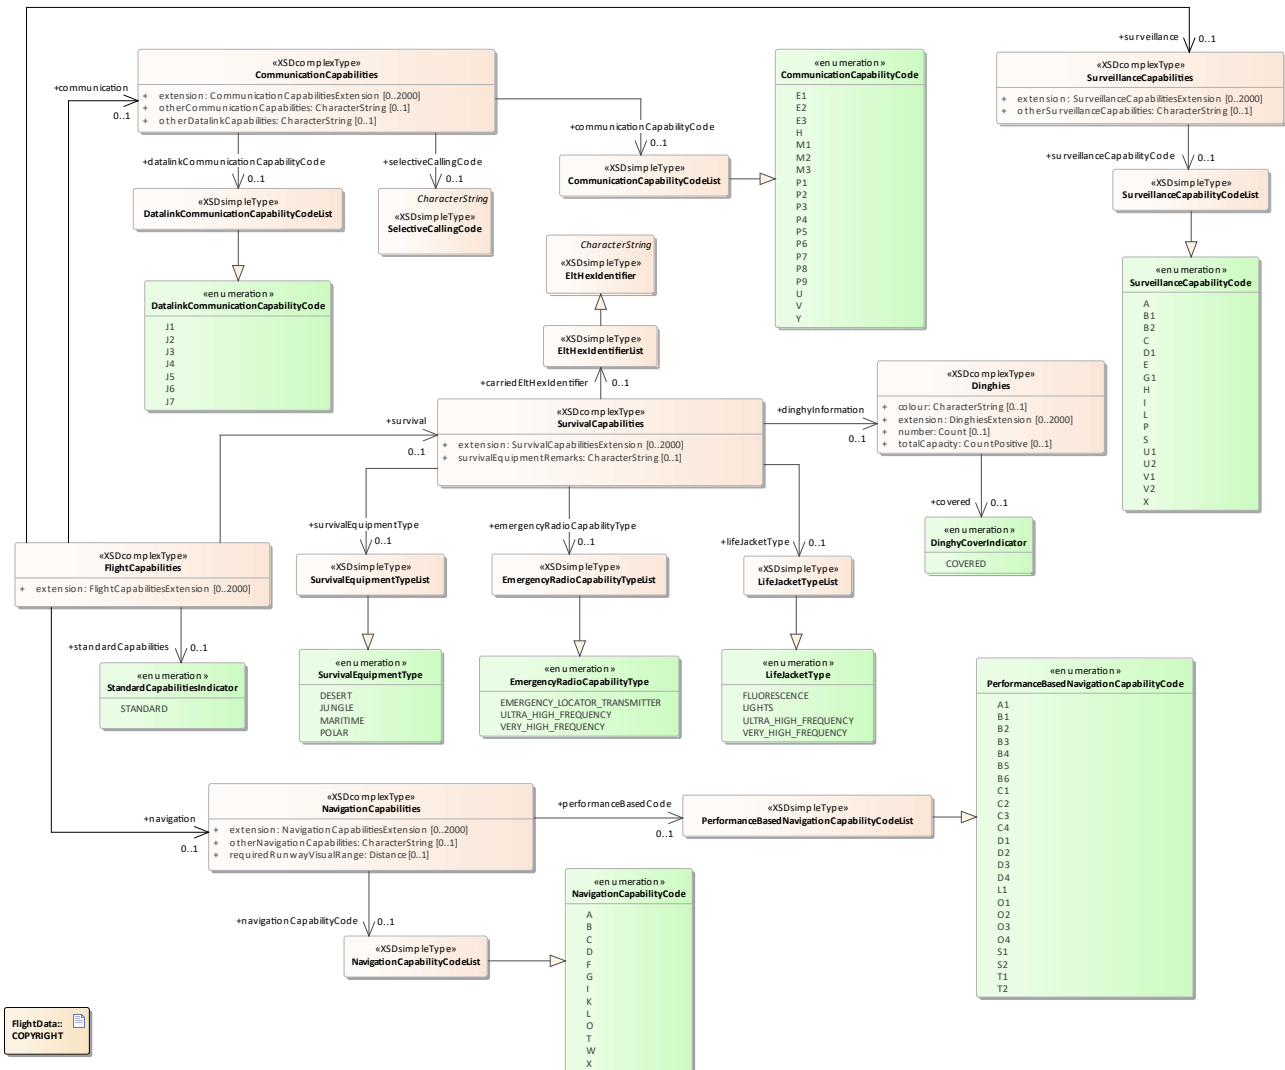 +surveillance
0..1
«XSDcomplexType»
CommunicationCapabilities
+ extension: CommunicationCapabilitiesExtension [0..2000]
+ otherCommunicationCapabilities: CharacterString [0..1]
+ otherDatalinkCapabilities: CharacterString [0..1]
+communication
0..1
«enumeration»
CommunicationCapabilityCode
E1
E2
E3
H
M1
M2
M3
P1
P2
P3
P4
P5
P6
P7
P8
P9
U
V
Y
«XSDcomplexType»
SurveillanceCapabilities
+ extension: SurveillanceCapabilitiesExtension [0..2000]
+ otherSurveillanceCapabilities: CharacterString [0..1]
+communicationCapabilityCode
0..1
+datalinkCommunicationCapabilityCode
0..1
+selectiveCallingCode
0..1
+surveillanceCapabilityCode
0..1
«XSDsimpleType»
CommunicationCapabilityCodeList
«XSDsimpleType»
SurveillanceCapabilityCodeList
«XSDsimpleType»
DatalinkCommunicationCapabilityCodeList
CharacterString
«XSDsimpleType»
SelectiveCallingCode
CharacterString
«XSDsimpleType»
EltHexIdentifier
«enumeration»
SurveillanceCapabilityCode
A
B1
B2
C
D1
E
G1
H
I
L
P
S
U1
U2
V1
V2
X
«enumeration»
DatalinkCommunicationCapabilityCode
J1
J2
J3
J4
J5
J6
J7
«XSDsimpleType»
EltHexIdentifierList
+carriedEltHexIdentifier
0..1
«XSDcomplexType»
Dinghies
+ colour: CharacterString [0..1]
+ extension: DinghiesExtension [0..2000]
+ number: Count [0..1]
+ totalCapacity: CountPositive [0..1]
+survival
0..1
«XSDcomplexType»
SurvivalCapabilities
+ extension: SurvivalCapabilitiesExtension [0..2000]
+ survivalEquipmentRemarks: CharacterString [0..1]
+dinghyInformation
0..1
+covered
0..1
+survivalEquipmentType
0..1
+emergencyRadioCapabilityType
0..1
+lifeJacketType
0..1
«enumeration»
DinghyCoverIndicator
COVERED
«XSDcomplexType»
FlightCapabilities
+ extension: FlightCapabilitiesExtension [0..2000]
«XSDsimpleType»
SurvivalEquipmentTypeList
«XSDsimpleType»
EmergencyRadioCapabilityTypeList
«XSDsimpleType»
LifeJacketTypeList
+standardCapabilities
0..1
«enumeration»
StandardCapabilitiesIndicator
STANDARD
«enumeration»
SurvivalEquipmentType
DESERT
JUNGLE
MARITIME
POLAR
«enumeration»
EmergencyRadioCapabilityType
EMERGENCY_LOCATOR_TRANSMITTER
ULTRA_HIGH_FREQUENCY
VERY_HIGH_FREQUENCY
«enumeration»
LifeJacketType
FLUORESCENCE
LIGHTS
ULTRA_HIGH_FREQUENCY
VERY_HIGH_FREQUENCY
«enumeration»
PerformanceBasedNavigationCapabilityCode
A1
B1
B2
B3
B4
B5
B6
C1
C2
C3
C4
D1
D2
D3
D4
L1
O1
O2
O3
O4
S1
S2
T1
T2
+navigation
0..1
«XSDcomplexType»
NavigationCapabilities
+ extension: NavigationCapabilitiesExtension [0..2000]
+ otherNavigationCapabilities: CharacterString [0..1]
+ requiredRunwayVisualRange: Distance [0..1]
+performanceBasedCode
0..1
«XSDsimpleType»
PerformanceBasedNavigationCapabilityCodeList
+navigationCapabilityCode
0..1
«XSDsimpleType»
NavigationCapabilityCodeList
«enumeration»
NavigationCapabilityCode
A
B
C
D
F
G
I
K
L
O
T
W
X
FlightData::
COPYRIGHT